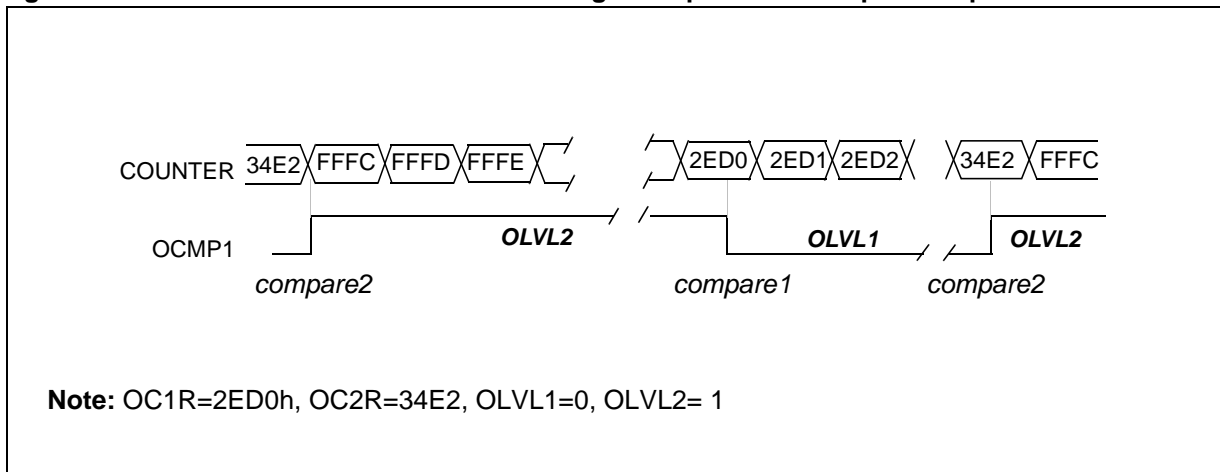 COUNTER 34E2 FFFC FFFD FFFE 2ED0 2ED1 2ED2 34E2 FFFC
OCMP1 OLVL2 OLVL1 OLVL2
compare2 compare1 compare2
Note: OC1R=2ED0h, OC2R=34E2, OLVL1=0, OLVL2= 1